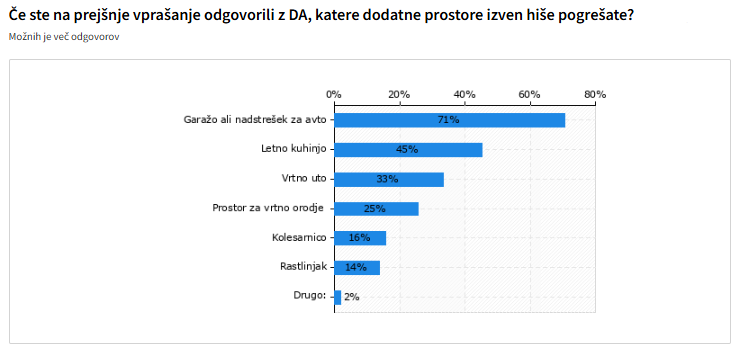 Če ste na prejšnje vprašanje odgovorili z DA, katere dodatne prostore izven hiše pogrešate?
Možnih je več odgovorov
0% 20% 40% 60% 80%
Garažo ali nadstrešek za avto 71%
Letno kuhinjo 45%
Vrtno uto 33%
Prostor za vrtno orodje 25%
Kolesarnico 16%
Rastlinjak 14%
Drugo: 2%